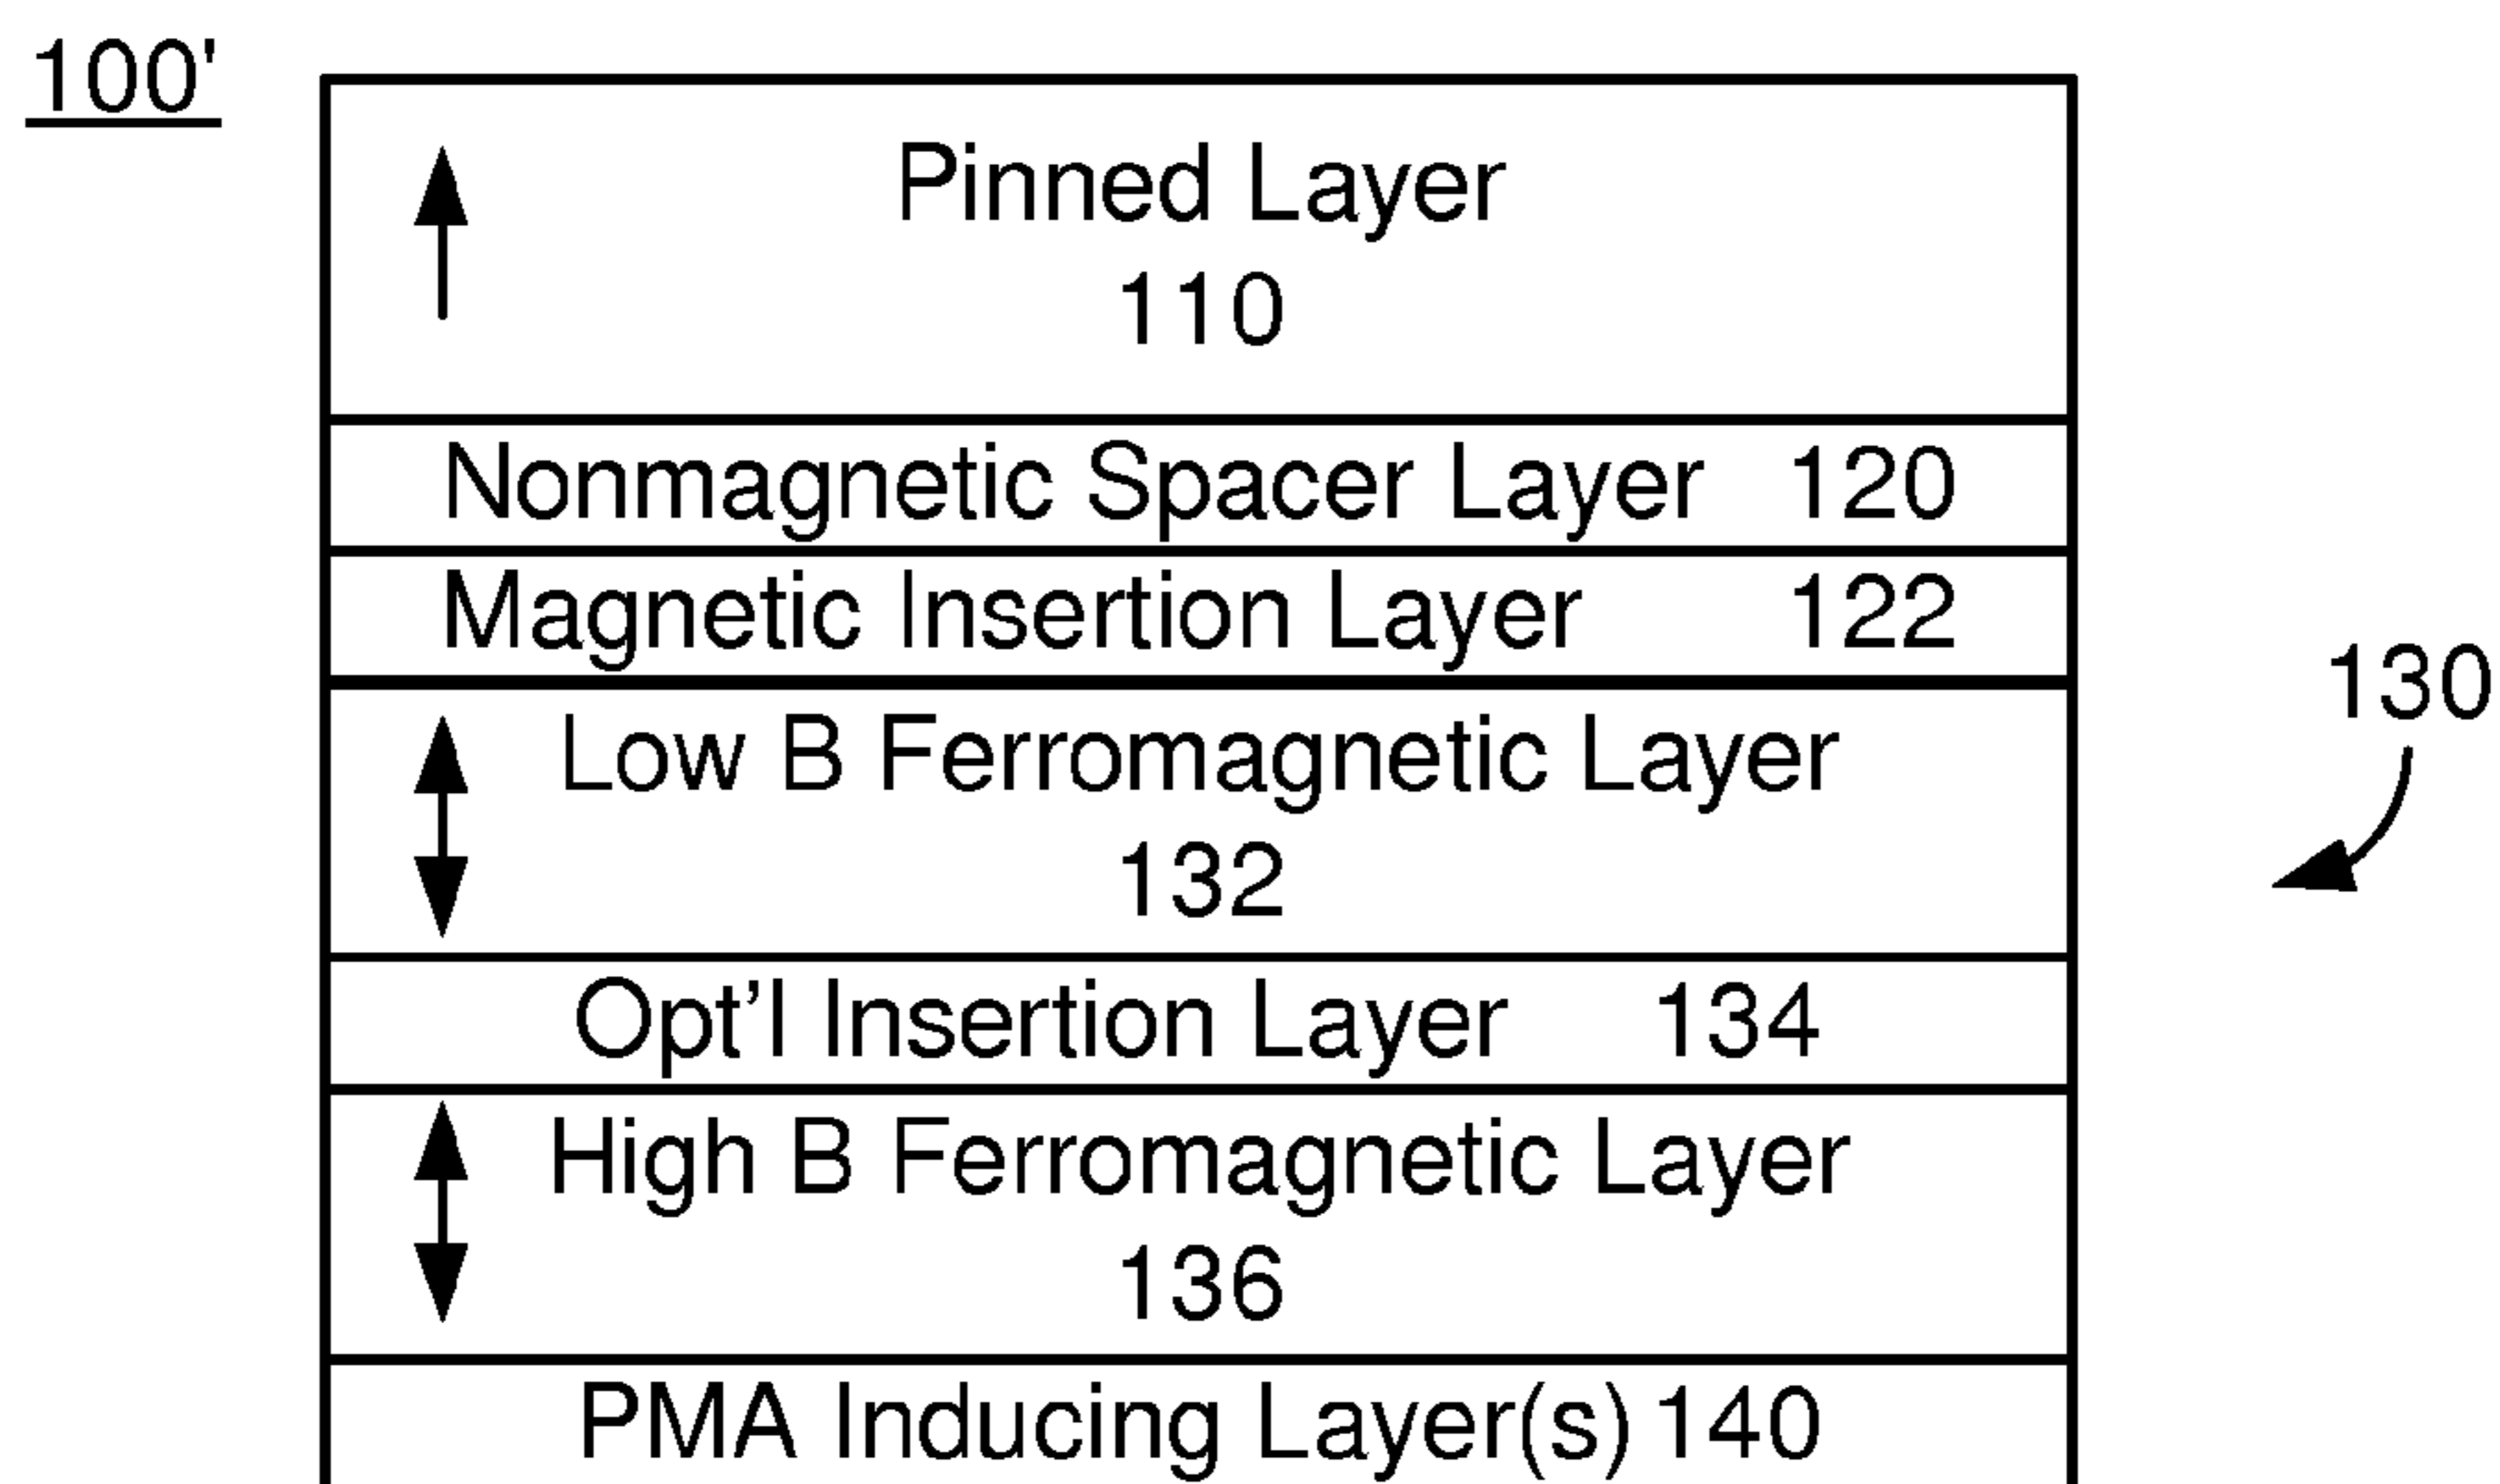 100'
Pinned Layer
110
Nonmagnetic Spacer Layer 120
Magnetic Insertion Layer 122
130
Low B Ferromagnetic Layer
132
Opt’l Insertion Layer 134
High B Ferromagnetic Layer
136
PMA Inducing Layer(s) 140